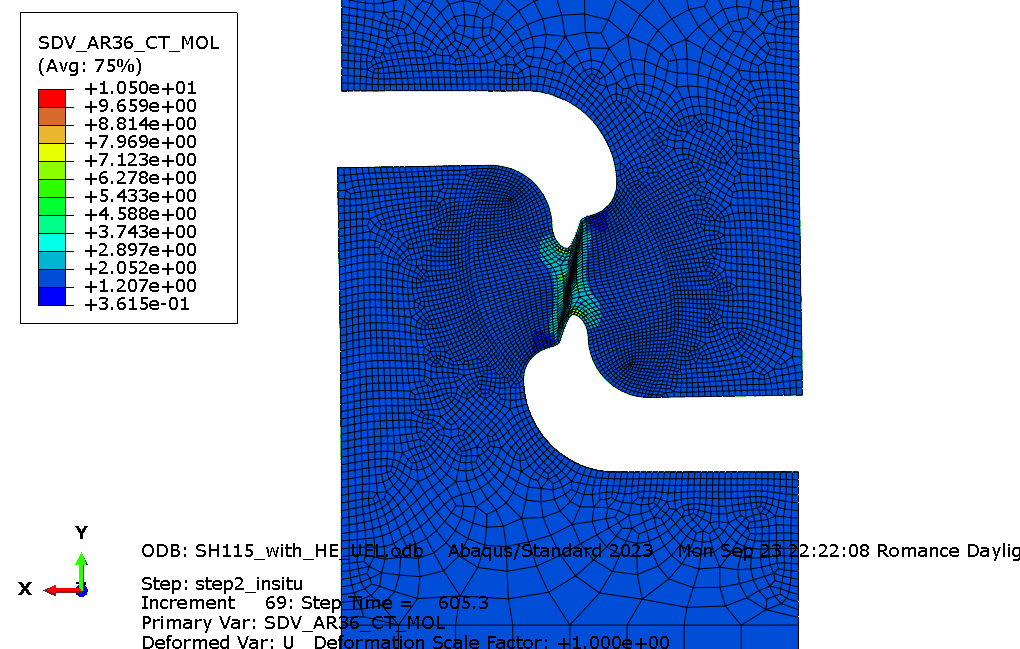 SDV_AR36_CT_MOL
(Avg: 75%)
+1.050e+01
+9.659e+00
+8.814e+00
+7.969e+00
+7.123e+00
+6.278e+00
+5.433e+00
+4.588e+00
+3.743e+00
+2.897e+00
+2.052e+00
+1.207e+00
+3.615e-01
Y
X
ODB: SH115_with_HE_UEL.odb Abaqus/Standard 2023 Mon Sep 23 22:22:08 Romance Daylig
Step: step2_insitu
Increment 69: Step Time = 605.3
Primary Var: SDV_AR36_CT_MOL
Deformed Var: U Deformation Scale Factor: +1.000e+00